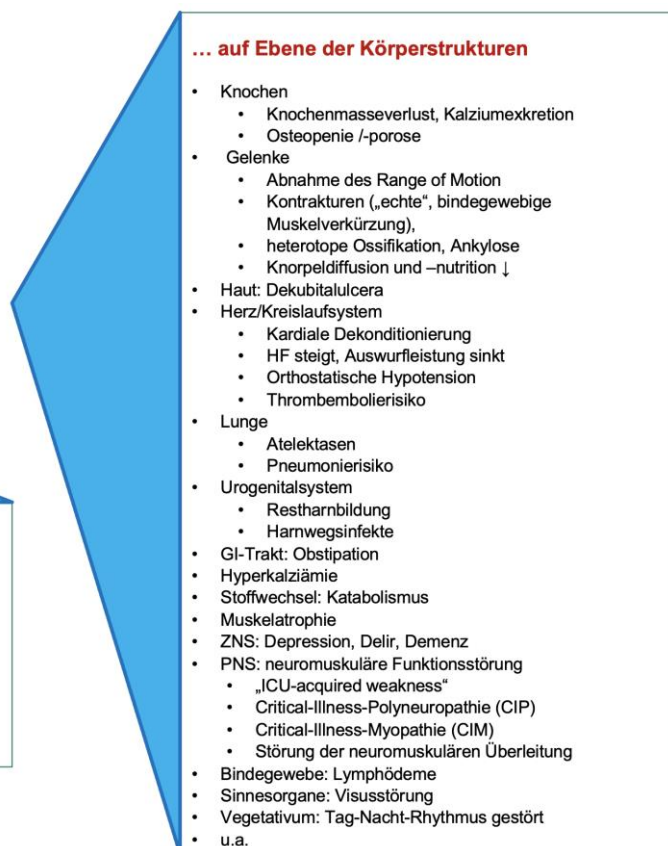 ... auf Ebene der Körperstrukturen
• Knochen
• Knochenmasseverlust, Kalziumexkretion
• Osteopenie /-porose
• Gelenke
• Abnahme des Range of Motion
• Kontrakturen („echte“, bindegewebige
Muskelverkürzung),
• heterotope Ossifikation, Ankylose
• Knorpeldiffusion und –nutrition ↓
• Haut: Dekubitalulcera
• Herz/Kreislaufsystem
• Kardiale Dekonditionierung
• HF steigt, Auswurfleistung sinkt
• Orthostatische Hypotension
• Thrombembolierisiko
• Lunge
• Atelektasen
• Pneumonierisiko
• Urogenitalsystem
• Restharnbildung
• Harnwegsinfekte
• GI-Trakt: Obstipation
• Hyperkalziämie
• Stoffwechsel: Katabolismus
• Muskelatrophie
• ZNS: Depression, Delir, Demenz
• PNS: neuromuskuläre Funktionsstörung
• „ICU-acquired weakness“
• Critical-Illness-Polyneuropathie (CIP)
• Critical-Illness-Myopathie (CIM)
• Störung der neuromuskulären Überleitung
• Bindegewebe: Lymphödeme
• Sinnesorgane: Visusstörung
• Vegetativum: Tag-Nacht-Rhythmus gestört
• u.a.